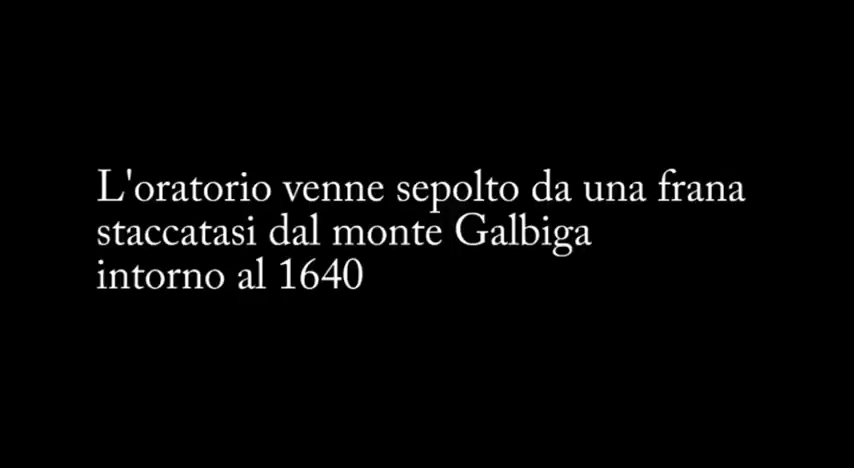 L'oratorio venne sepolto da una frana
staccatasi dal monte Galbiga
intorno al 1640